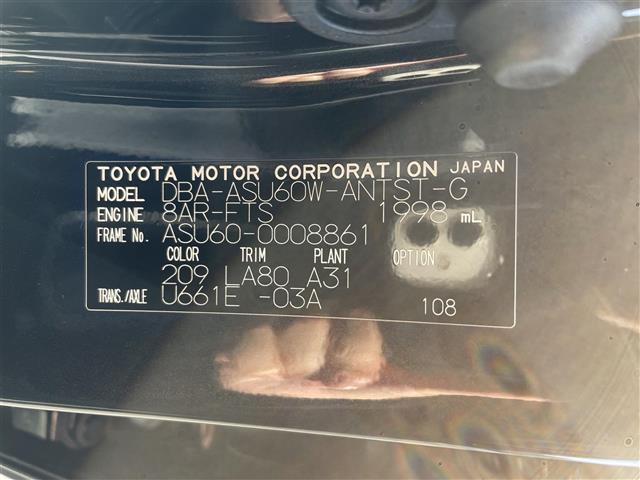 TOYOTA MOTOR CORPORATION JAPAN
MODEL DBA-ASU60W-ANTST-G
ENGINE 8AR-FTS 1998 mL
FRAME No. ASU60-0008861
COLOR TRIM PLANT OPTION
209 LA80 A31
TRANS./AXLE U661E -03A 108